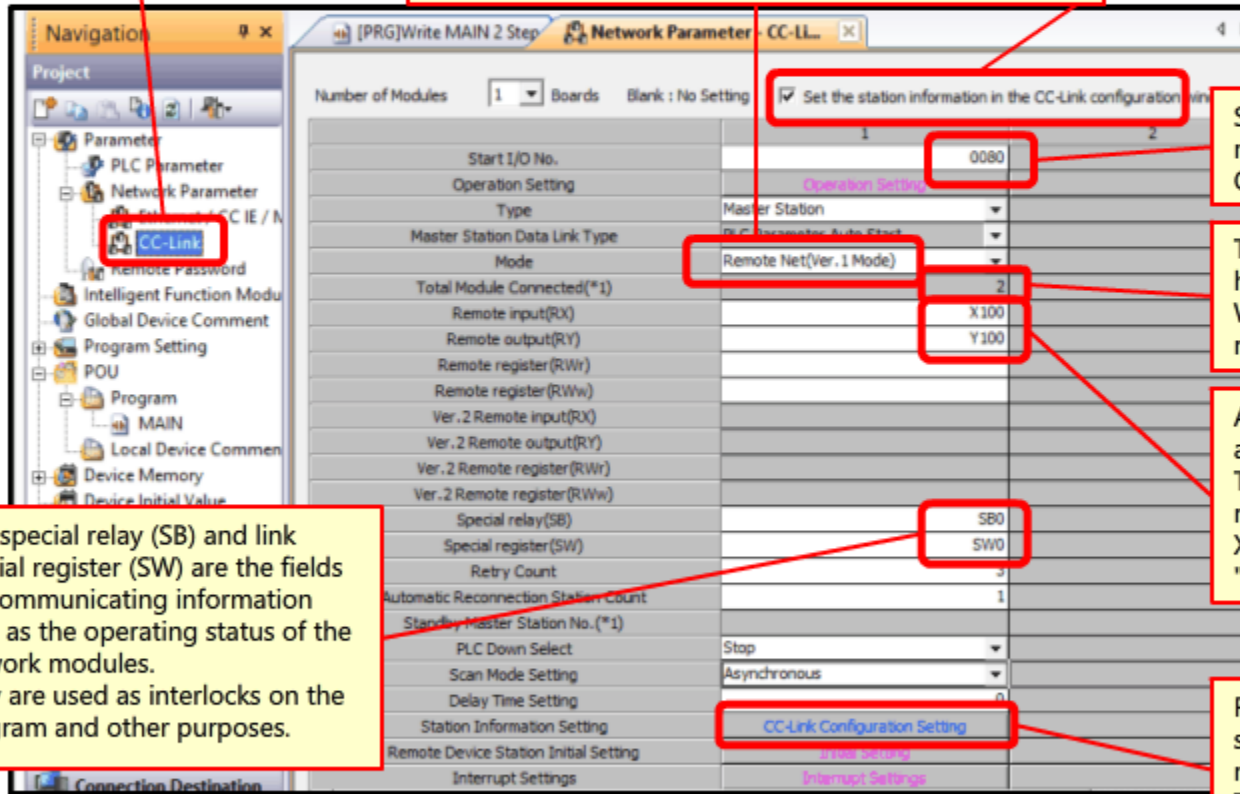 Navigation
[PRG]Write MAIN 2 Step
Network Parameter - CC-Li...
Project
Number of Modules 1 Boards Blank : No Setting Set the station information in the CC-Link configuration
1 2
Parameter
PLC Parameter
Network Parameter
CC IE /
CC-Link
Remote Password
Intelligent Function Modu
Global Device Comment
Program Setting
POU
Program
MAIN
Local Device Commen
Device Memory
Device Initial Value
Start I/O No. 0080
Operation Setting Operation Setting
Type Master Station
Master Station Data Link Type PLC Parameter Auto Start
Mode Remote Net(Ver.1 Mode)
Total Module Connected(*1) 2
Remote input(RX) X100
Remote output(RY) Y100
Remote register(RWr)
Remote register(RWw)
Ver.2 Remote input(RX)
Ver.2 Remote output(RY)
Ver.2 Remote register(RWr)
Ver.2 Remote register(RWw)
Special relay(SB) SB0
Special register(SW) SW0
Retry Count 3
Automatic Reconnection Station Count 1
Standby Master Station No.(*1)
PLC Down Select Stop
Scan Mode Setting Asynchronous
Delay Time Setting 0
Station Information Setting CC-Link Configuration Setting
Remote Device Station Initial Setting Initial Setting
Interrupt Settings Interrupt Settings
special relay (SB) and link
ial register (SW) are the fields
ommunicating information
as the operating status of the
ork modules.
are used as interlocks on the
ram and other purposes.
Connection Destination